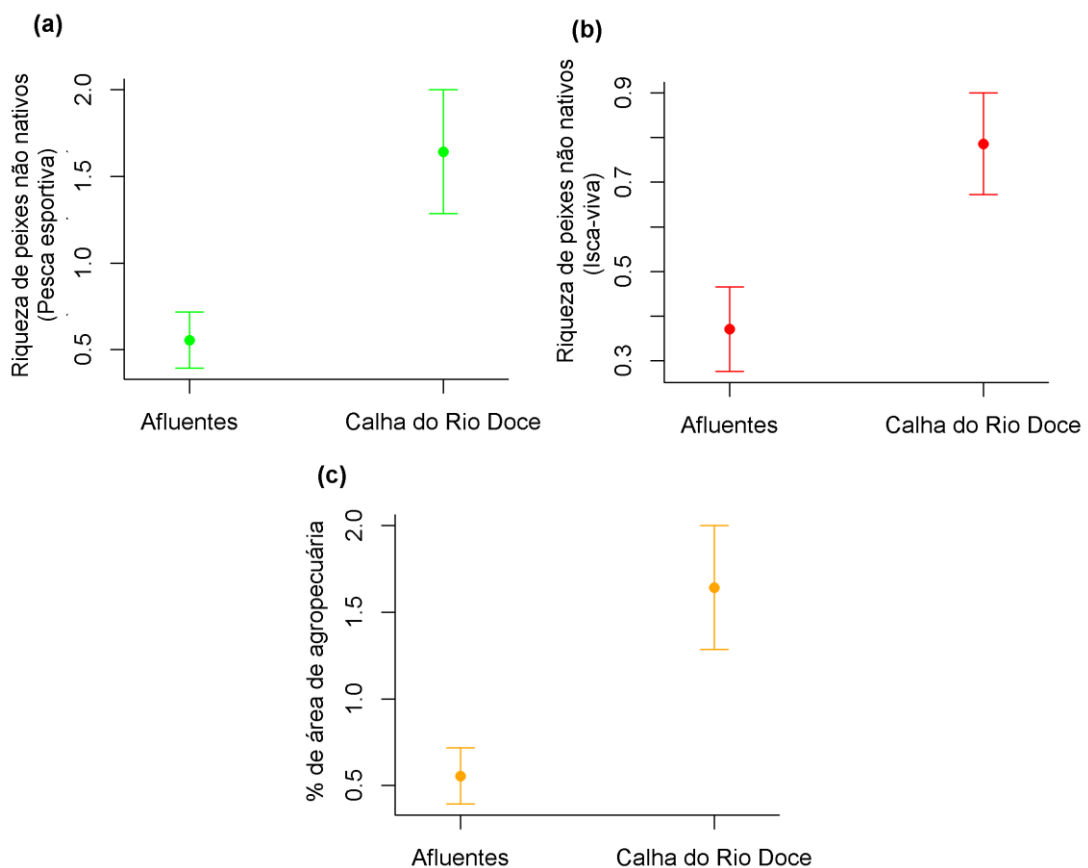 (a)
Riqueza de peixes não nativos
(Pesca esportiva)
2.0
1.5
1.0
0.5
Afluentes
Calha do Rio Doce
(b)
Riqueza de peixes não nativos
(Isca-viva)
0.9
0.7
0.5
0.3
Afluentes
Calha do Rio Doce
(c)
% de área de agropecuária
2.0
1.5
1.0
0.5
Afluentes
Calha do Rio Doce